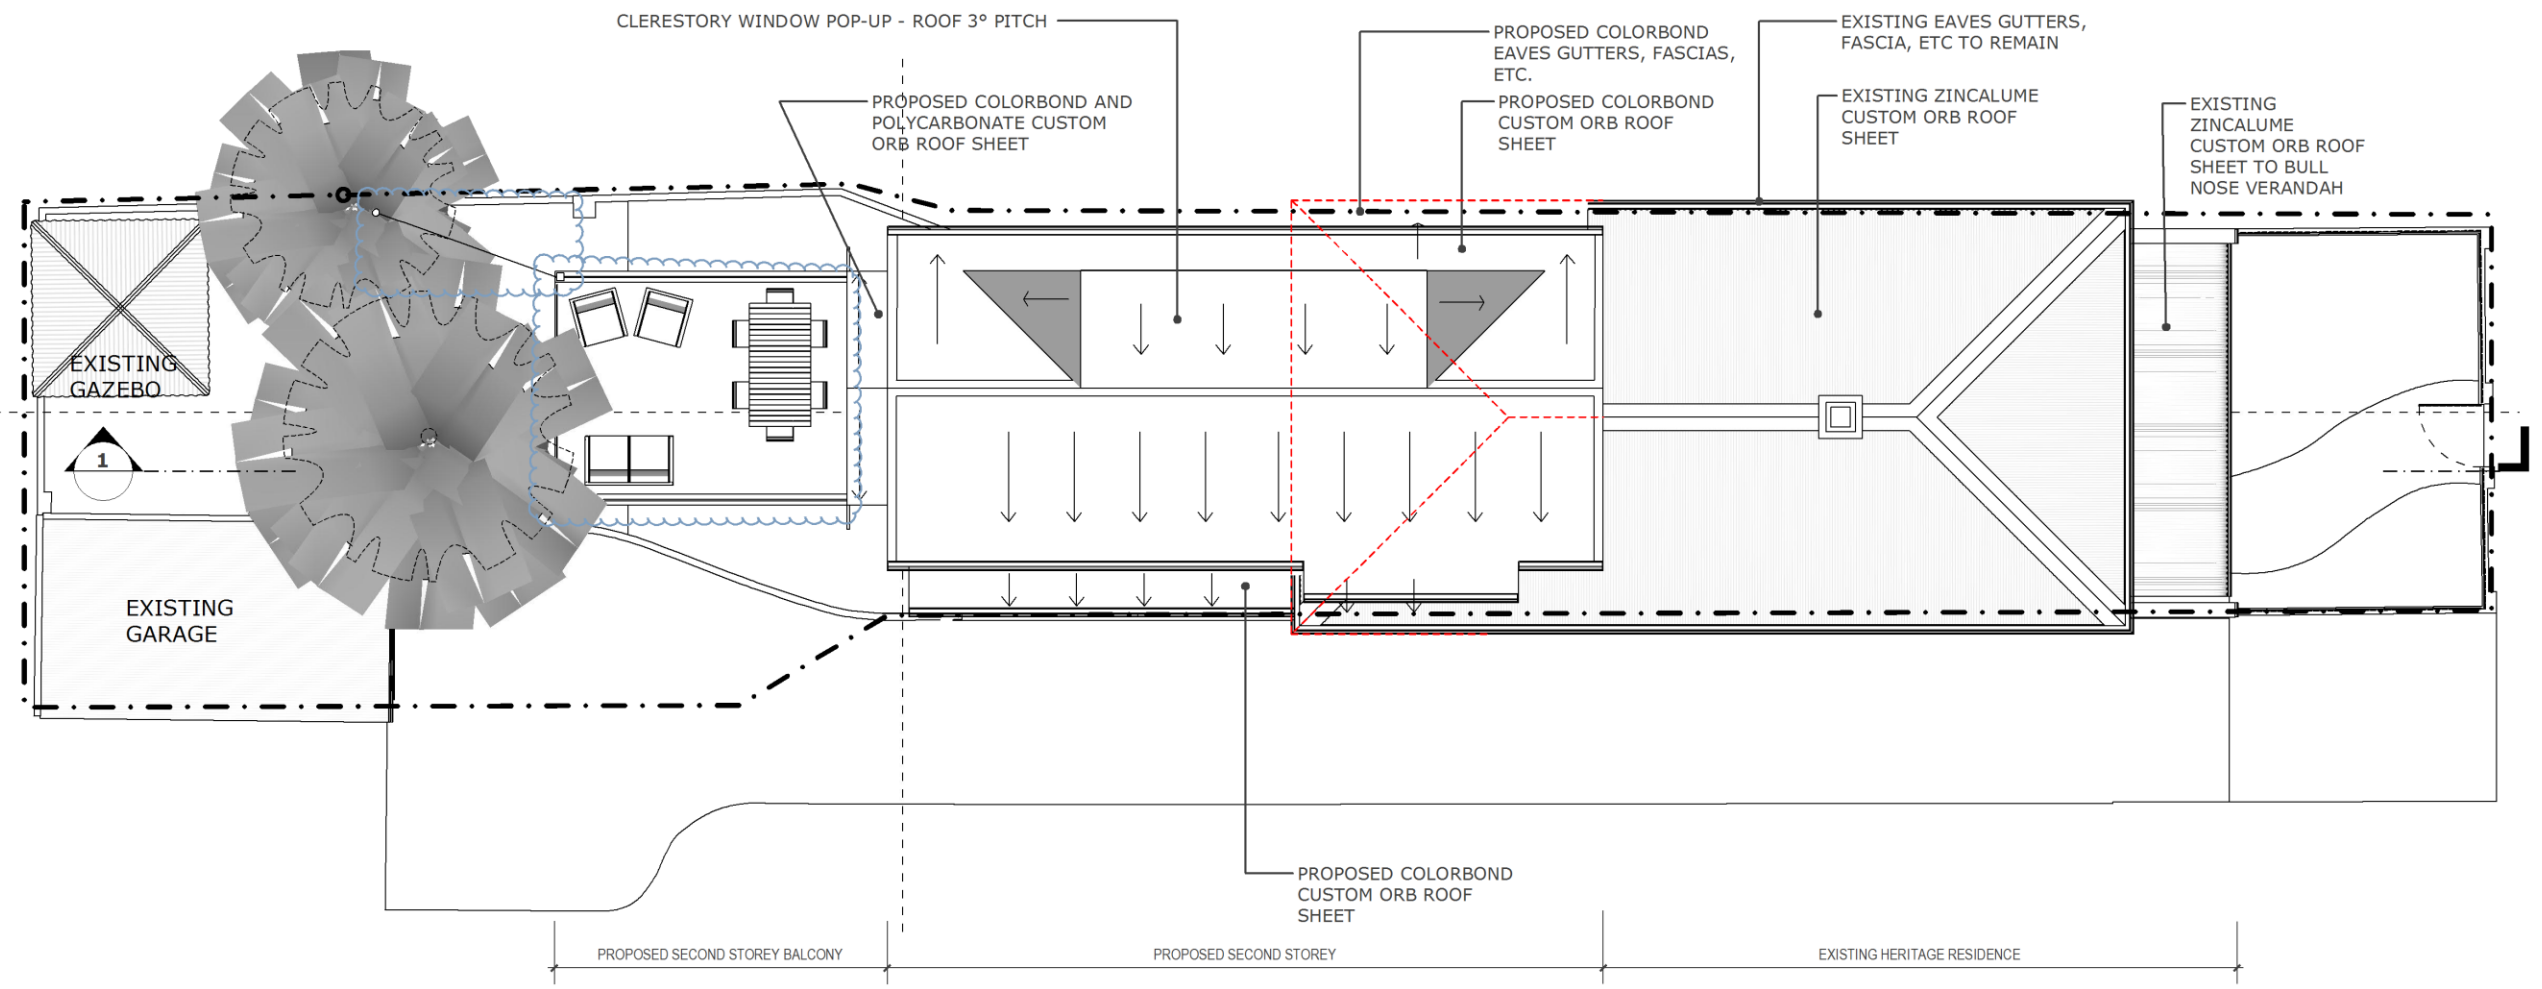 CLERESTORY WINDOW POP-UP - ROOF 3° PITCH
PROPOSED COLORBOND
EAVES GUTTERS, FASCIAS,
ETC.
EXISTING EAVES GUTTERS,
FASCIA, ETC TO REMAIN
PROPOSED COLORBOND AND
POLYCARBONATE CUSTOM
ORB ROOF SHEET
PROPOSED COLORBOND
CUSTOM ORB ROOF
SHEET
EXISTING ZINCALUME
CUSTOM ORB ROOF
SHEET
EXISTING
ZINCALUME
CUSTOM ORB ROOF
SHEET TO BULL
NOSE VERANDAH
EXISTING
GAZEBO
1
EXISTING
GARAGE
PROPOSED COLORBOND
CUSTOM ORB ROOF
SHEET
PROPOSED SECOND STOREY BALCONY
PROPOSED SECOND STOREY
EXISTING HERITAGE RESIDENCE